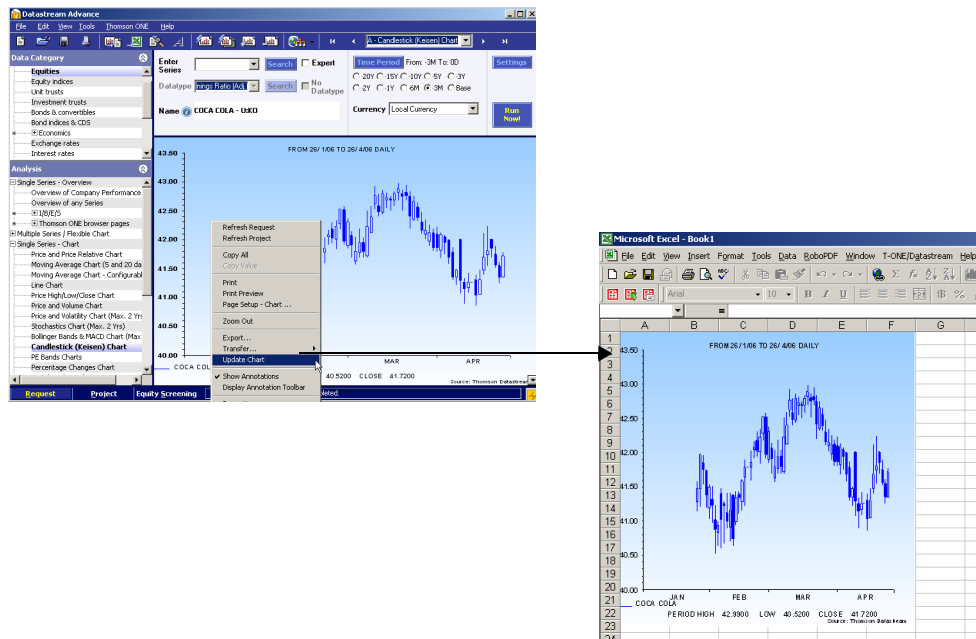 Datastream Advance
File Edit View Tools Thomson ONE Help
A - Candlestick (Keisen) Chart
Data Category
Equities
Equity indices
Unit trusts
Investment trusts
Bonds & convertibles
Bond indices & CDS
Economics
Exchange rates
Interest rates
Analysis
Single Series - Overview
Overview of Company Performance
Overview of any Series
I/B/E/S
Thomson ONE browser pages
Multiple Series / Flexible Chart
Single Series - Chart
Price and Price Relative Chart
Moving Average Chart (5 and 20 da
Moving Average Chart - Configurabl
Line Chart
Price High/Low/Close Chart
Price and Volume Chart
Price and Volatility Chart (Max. 2 Yrs
Stochastics Chart (Max. 2 Yrs)
Bollinger Bands & MACD Chart (Max
Candlestick (Keisen) Chart
PE Bands Charts
Percentage Changes Chart
Request Project Equity Screening
Enter Series Search Expert
Datatype nings Ratio (Adj.) Search No Datatype
Name COCA COLA - U:KO
Time Period From: -3M To: 0D
-20Y -15Y -10Y -5Y -3Y
-2Y -1Y -6M -3M Base
Currency Local Currency
Settings
Run Now!
FROM 26/ 1/06 TO 26/ 4/06 DAILY
43.50
43.00
42.50
42.00
41.50
41.00
40.50
40.00
MAR APR
COCA COL
40.5200 CLOSE 41.7200
Source: Thomson Datastream
leted.
Refresh Request
Refresh Project
Copy All
Copy Value
Print
Print Preview
Page Setup - Chart ...
Zoom Out
Export...
Transfer...
Update Chart
Show Annotations
Display Annotation Toolbar
Microsoft Excel - Book1
File Edit View Insert Format Tools Data RoboPDF Window T-ONE/Datastream Help
Arial 10 B I U $ %
=
A B C D E F G
1
2
3
4
5
6
7
8
9
10
11
12
13
14
15
16
17
18
19
20
21
22
23
24
FROM 26/ 1/06 TO 26/ 4/06 DAILY
43.50
43.00
42.50
42.00
41.50
41.00
40.50
40.00
JAN FEB MAR APR
COCA COLA
PERIOD HIGH 42.9900 LOW 40.5200 CLOSE 41.7200
Source: Thomson Datastream